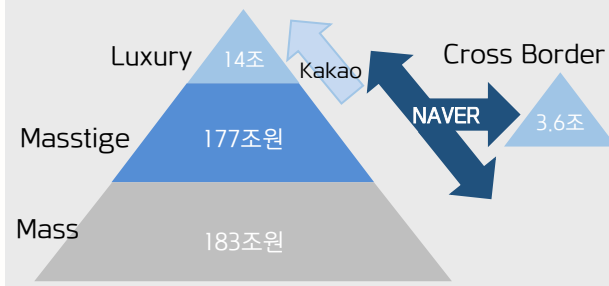 Luxury
14조
Kakao
Cross Border
NAVER
3.6조
Masstige
177조원
Mass
183조원